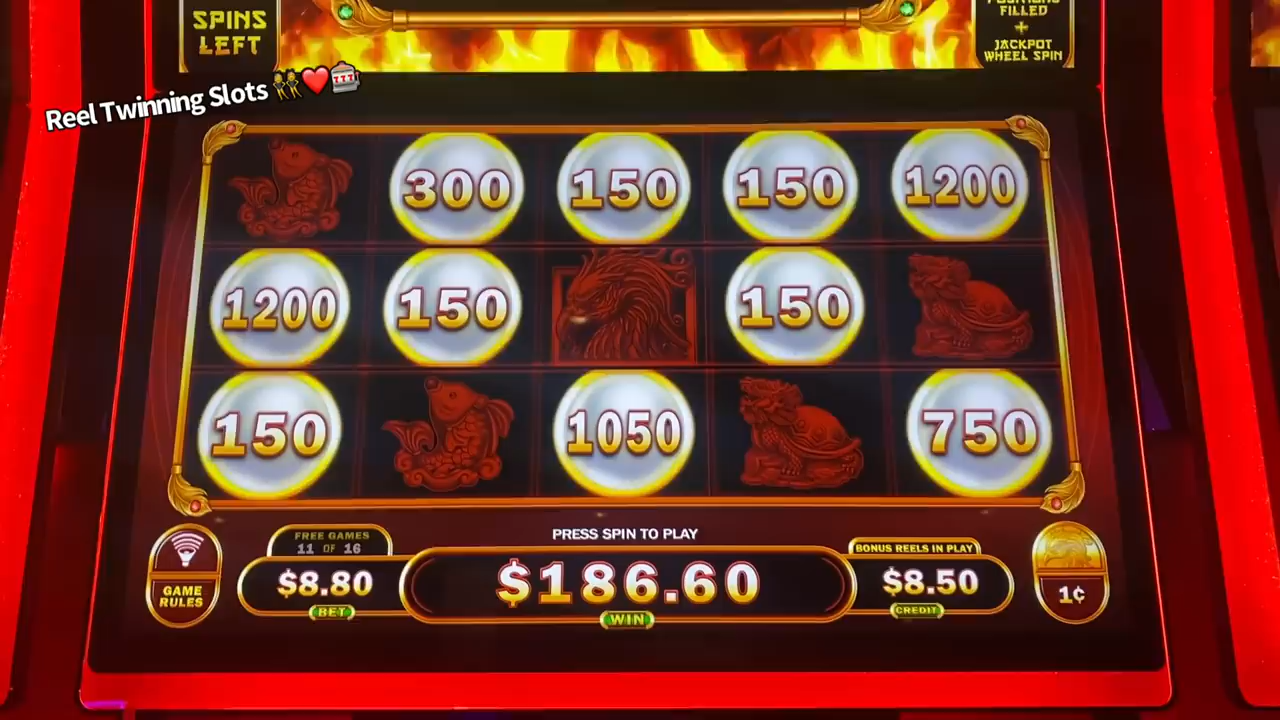 SPINS
LEFT
FILLED
+
JACKPOT
WHEEL SPIN
Reel Twinning Slots 👯❤️🎰
300
150
150
1200
1200
150
150
150
1050
750
FREE GAMES
11 OF 16
PRESS SPIN TO PLAY
BONUS REELS IN PLAY
GAME
RULES
$8.80
BET
$186.60
WIN
$8.50
CREDIT
1¢